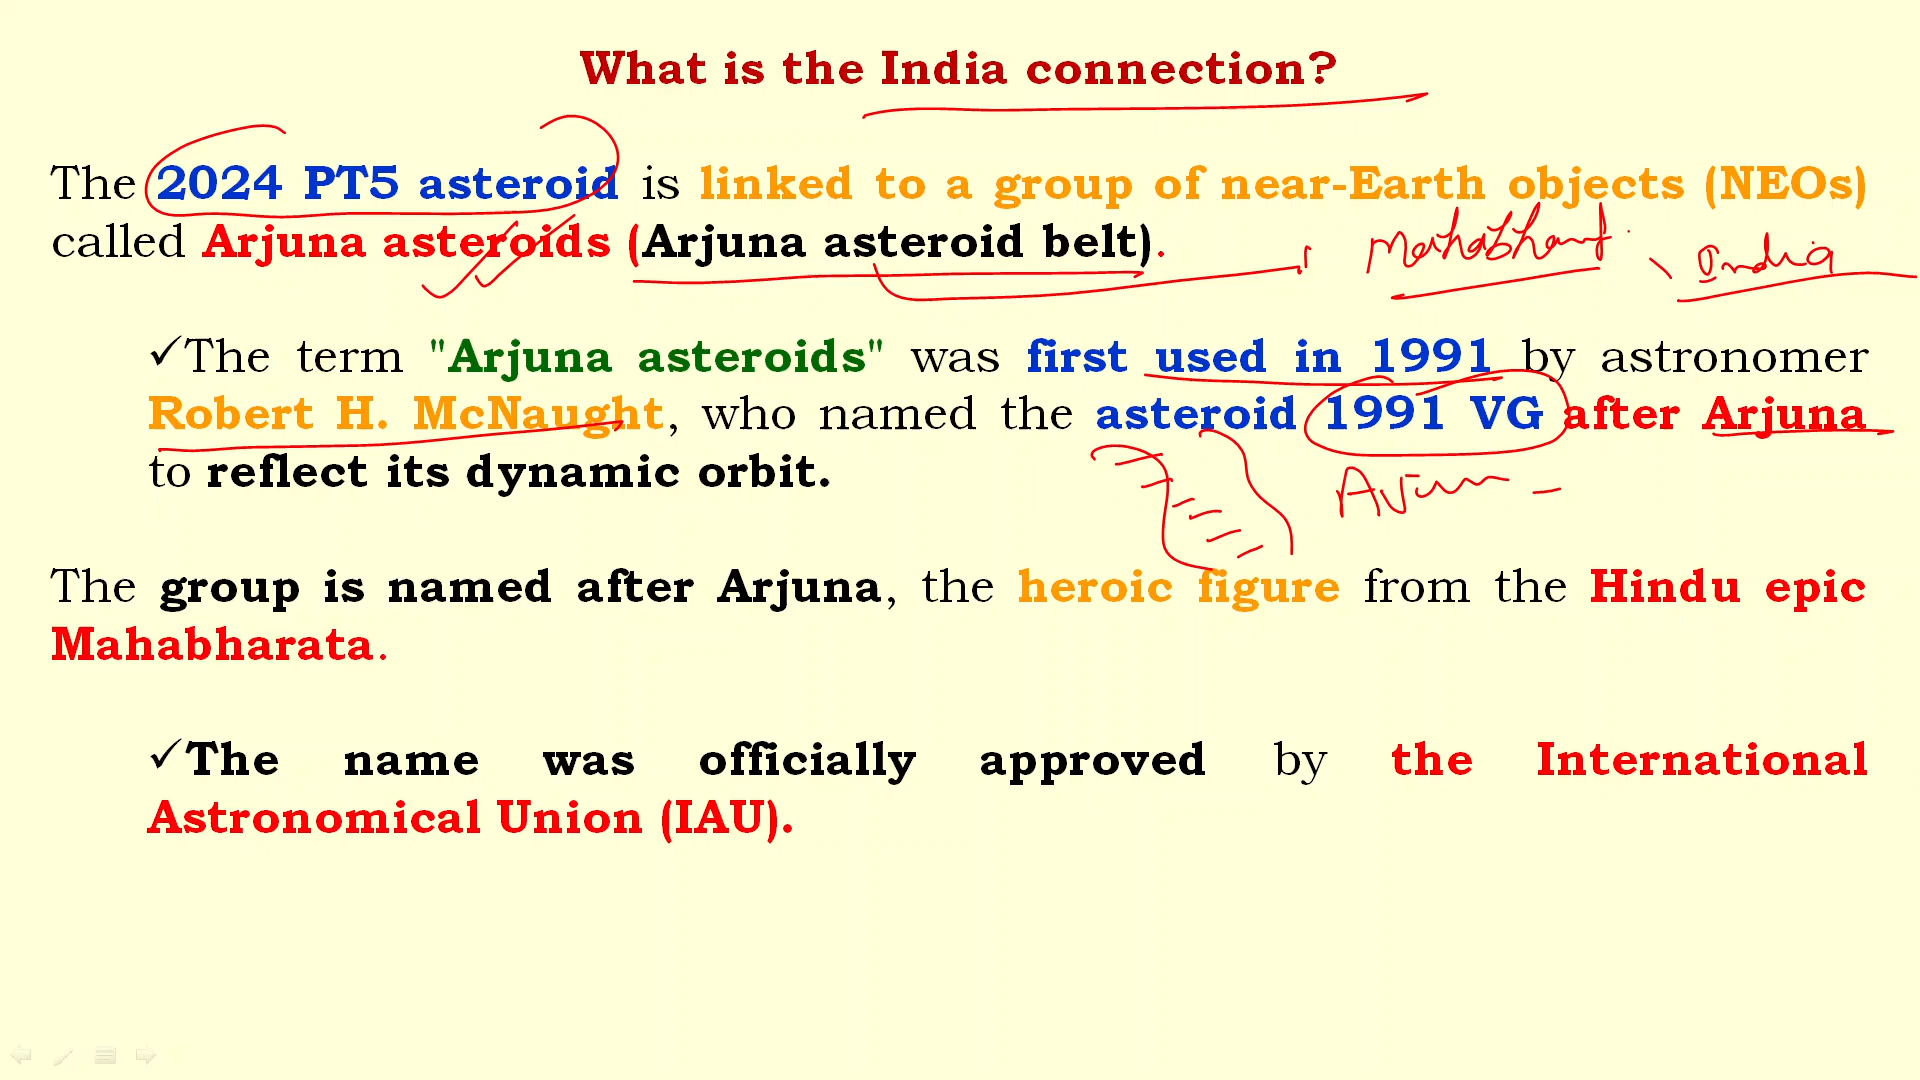 What is the India connection?
The 2024 PT5 asteroid is linked to a group of near-Earth objects (NEOs)
called Arjuna asteroids (Arjuna asteroid belt). Mahabharat India
✓The term "Arjuna asteroids" was first used in 1991 by astronomer
Robert H. McNaught, who named the asteroid 1991 VG after Arjuna
to reflect its dynamic orbit.
The group is named after Arjuna, the heroic figure from the Hindu epic
Mahabharata.
✓The name was officially approved by the International
Astronomical Union (IAU).